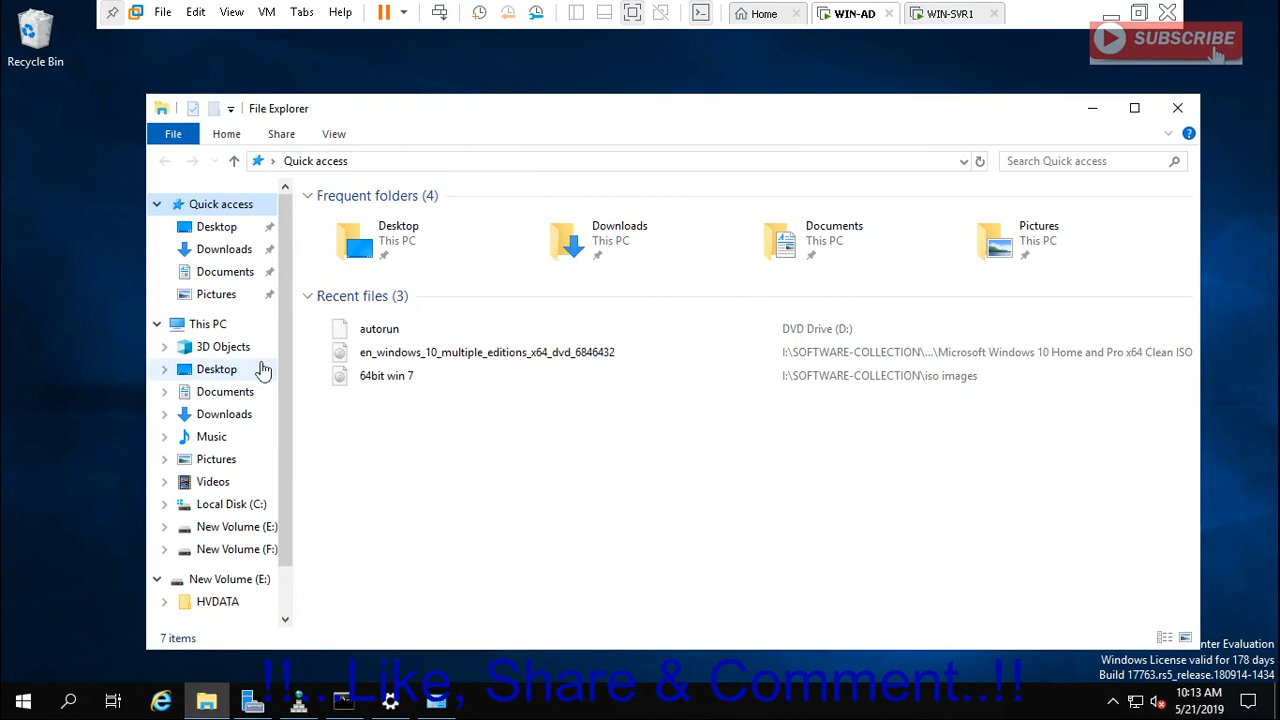 File Edit View VM Tabs Help Home WIN-AD WIN-SVR1
SUBSCRIBE
Recycle Bin
File Explorer
File Home Share View
Quick access Search Quick access
Quick access
Desktop
Downloads
Documents
Pictures
This PC
3D Objects
Desktop
Documents
Downloads
Music
Pictures
Videos
Local Disk (C:)
New Volume (E:)
New Volume (F:)
New Volume (E:)
HVDATA
Frequent folders (4)
Desktop
This PC
Downloads
This PC
Documents
This PC
Pictures
This PC
Recent files (3)
autorun DVD Drive (D:)
en_windows_10_multiple_editions_x64_dvd_6846432 I:\SOFTWARE-COLLECTION\...\Microsoft Windows 10 Home and Pro x64 Clean ISO
64bit win 7 I:\SOFTWARE-COLLECTION\iso images
7 items
nter Evaluation
Windows License valid for 178 days
Build 17763.rs5_release.180914-1434
!!...Like, Share & Comment..!!
10:13 AM
5/21/2019